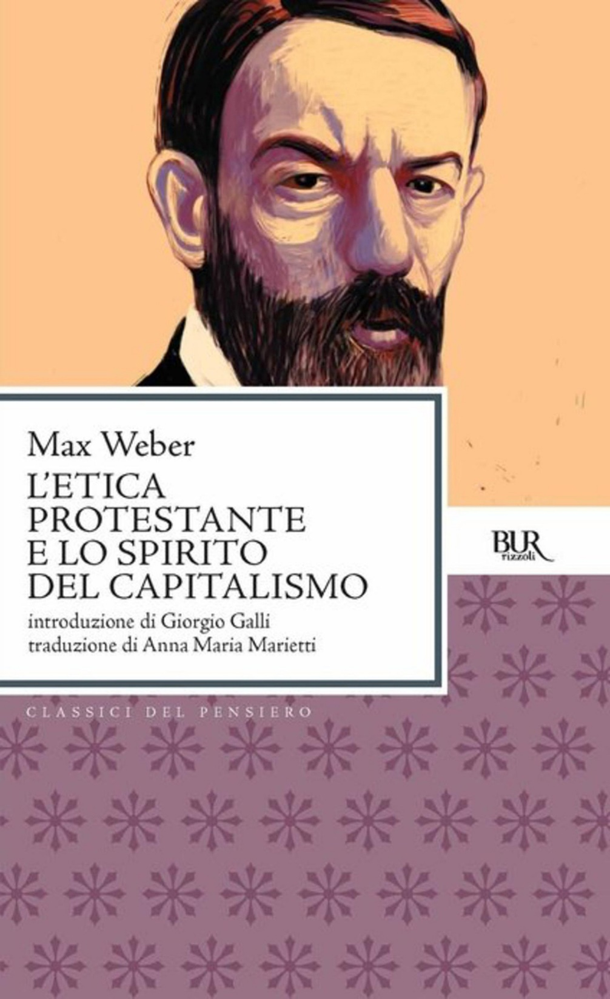 Max Weber
L'ETICA
PROTESTANTE
E LO SPIRITO
DEL CAPITALISMO
introduzione di Giorgio Galli
traduzione di Anna Maria Marietti
BUR
rizzoli
CLASSICI DEL PENSIERO